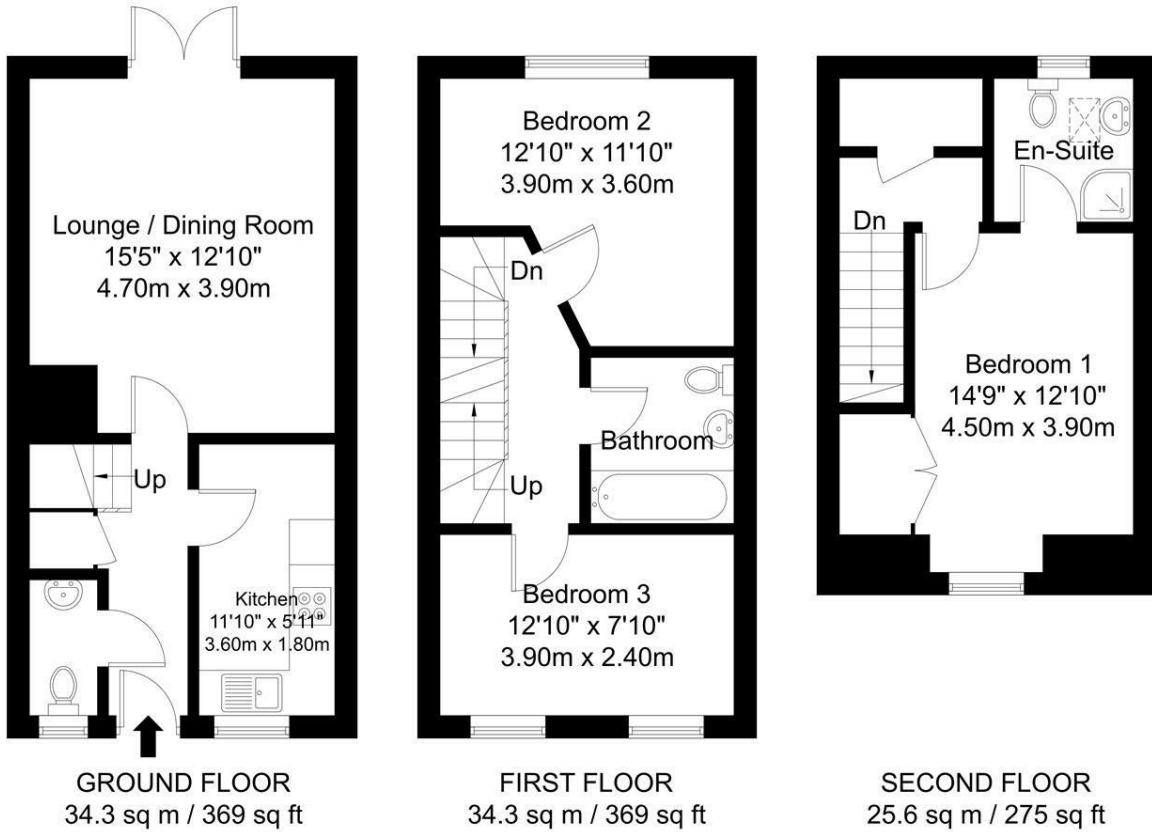 Lounge / Dining Room
15'5" x 12'10"
4.70m x 3.90m
Up
Kitchen
11'10" x 5'11"
3.60m x 1.80m
GROUND FLOOR
34.3 sq m / 369 sq ft
Bedroom 2
12'10" x 11'10"
3.90m x 3.60m
Dn
Bathroom
Up
Bedroom 3
12'10" x 7'10"
3.90m x 2.40m
FIRST FLOOR
34.3 sq m / 369 sq ft
En-Suite
Dn
Bedroom 1
14'9" x 12'10"
4.50m x 3.90m
SECOND FLOOR
25.6 sq m / 275 sq ft